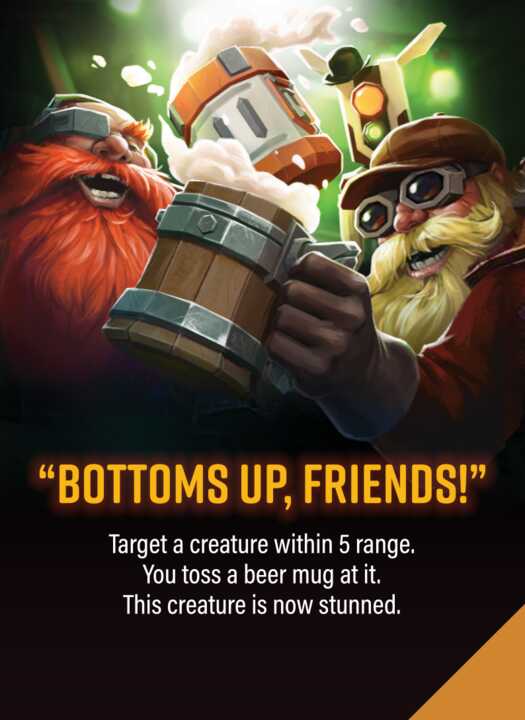 “BOTTOMS UP, FRIENDS!”
Target a creature within 5 range.
You toss a beer mug at it.
This creature is now stunned.